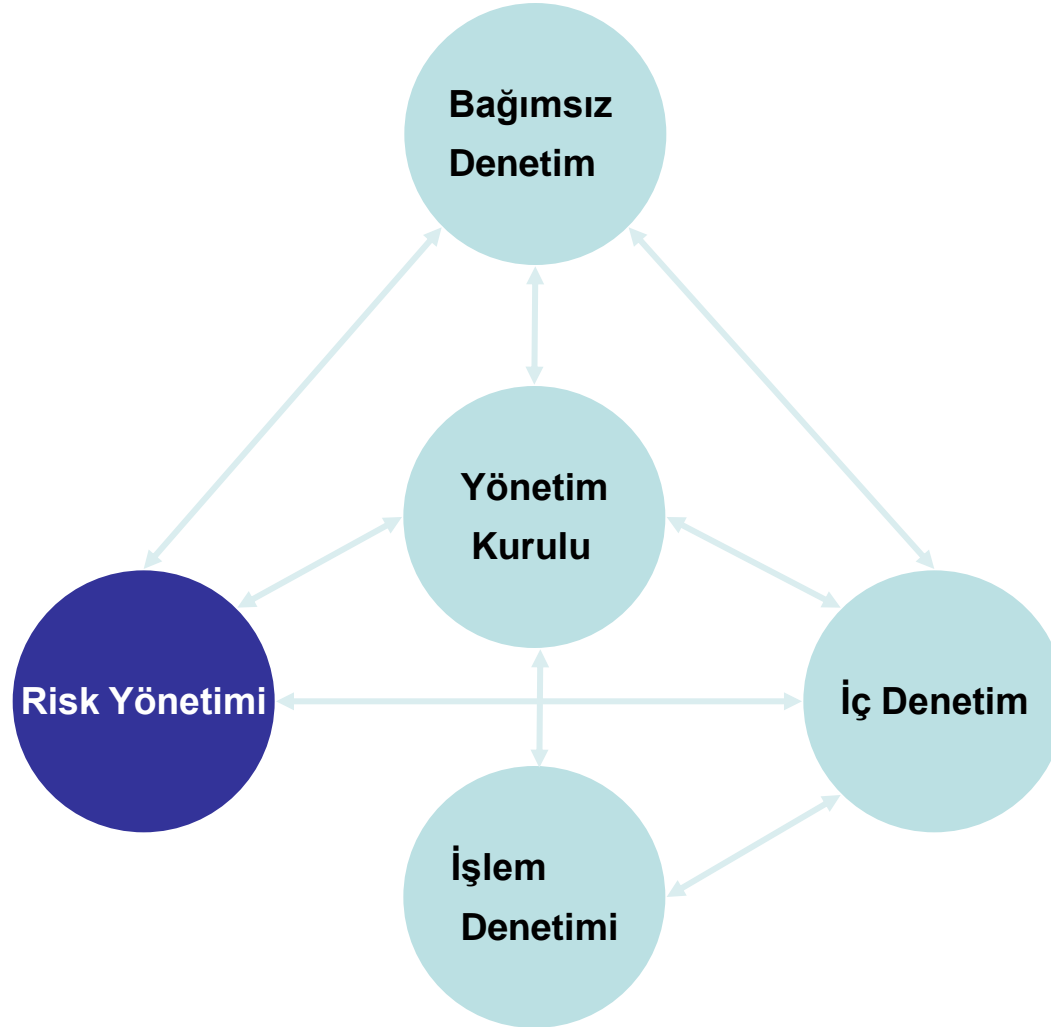 Bağımsız
Denetim
Yönetim
Kurulu
Risk Yönetimi
İç Denetim
İşlem
Denetimi